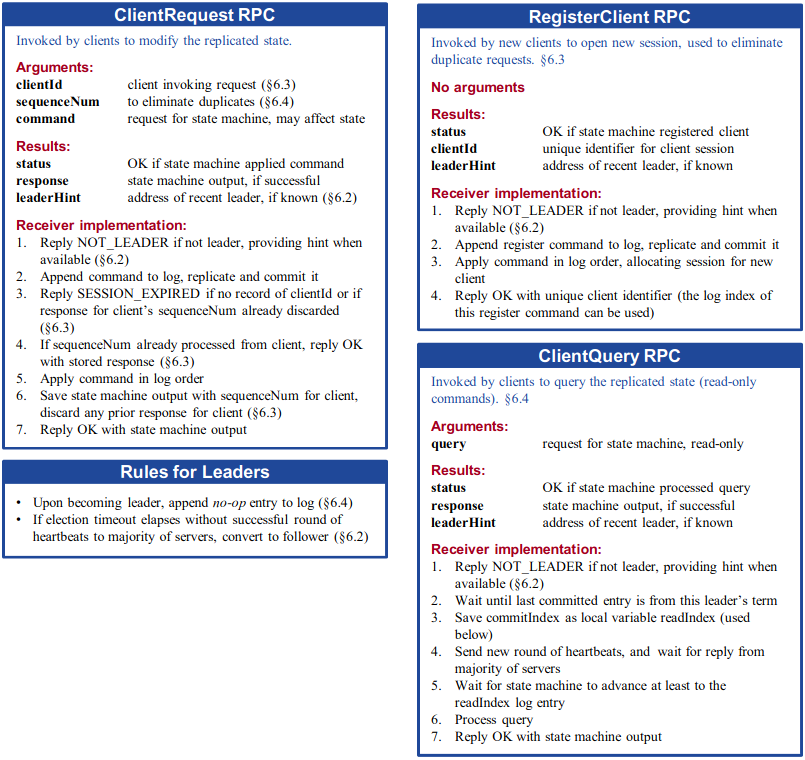 ClientRequest RPC
Invoked by clients to modify the replicated state.
Arguments:
clientId client invoking request (§6.3)
sequenceNum to eliminate duplicates (§6.4)
command request for state machine, may affect state
Results:
status OK if state machine applied command
response state machine output, if successful
leaderHint address of recent leader, if known (§6.2)
Receiver implementation:
1. Reply NOT_LEADER if not leader, providing hint when
available (§6.2)
2. Append command to log, replicate and commit it
3. Reply SESSION_EXPIRED if no record of clientId or if
response for client's sequenceNum already discarded
(§6.3)
4. If sequenceNum already processed from client, reply OK
with stored response (§6.3)
5. Apply command in log order
6. Save state machine output with sequenceNum for client,
discard any prior response for client (§6.3)
7. Reply OK with state machine output
Rules for Leaders
• Upon becoming leader, append no-op entry to log (§6.4)
• If election timeout elapses without successful round of
heartbeats to majority of servers, convert to follower (§6.2)
RegisterClient RPC
Invoked by new clients to open new session, used to eliminate
duplicate requests. §6.3
No arguments
Results:
status OK if state machine registered client
clientId unique identifier for client session
leaderHint address of recent leader, if known
Receiver implementation:
1. Reply NOT_LEADER if not leader, providing hint when
available (§6.2)
2. Append register command to log, replicate and commit it
3. Apply command in log order, allocating session for new
client
4. Reply OK with unique client identifier (the log index of
this register command can be used)
ClientQuery RPC
Invoked by clients to query the replicated state (read-only
commands). §6.4
Arguments:
query request for state machine, read-only
Results:
status OK if state machine processed query
response state machine output, if successful
leaderHint address of recent leader, if known
Receiver implementation:
1. Reply NOT_LEADER if not leader, providing hint when
available (§6.2)
2. Wait until last committed entry is from this leader's term
3. Save commitIndex as local variable readIndex (used
below)
4. Send new round of heartbeats, and wait for reply from
majority of servers
5. Wait for state machine to advance at least to the
readIndex log entry
6. Process query
7. Reply OK with state machine output